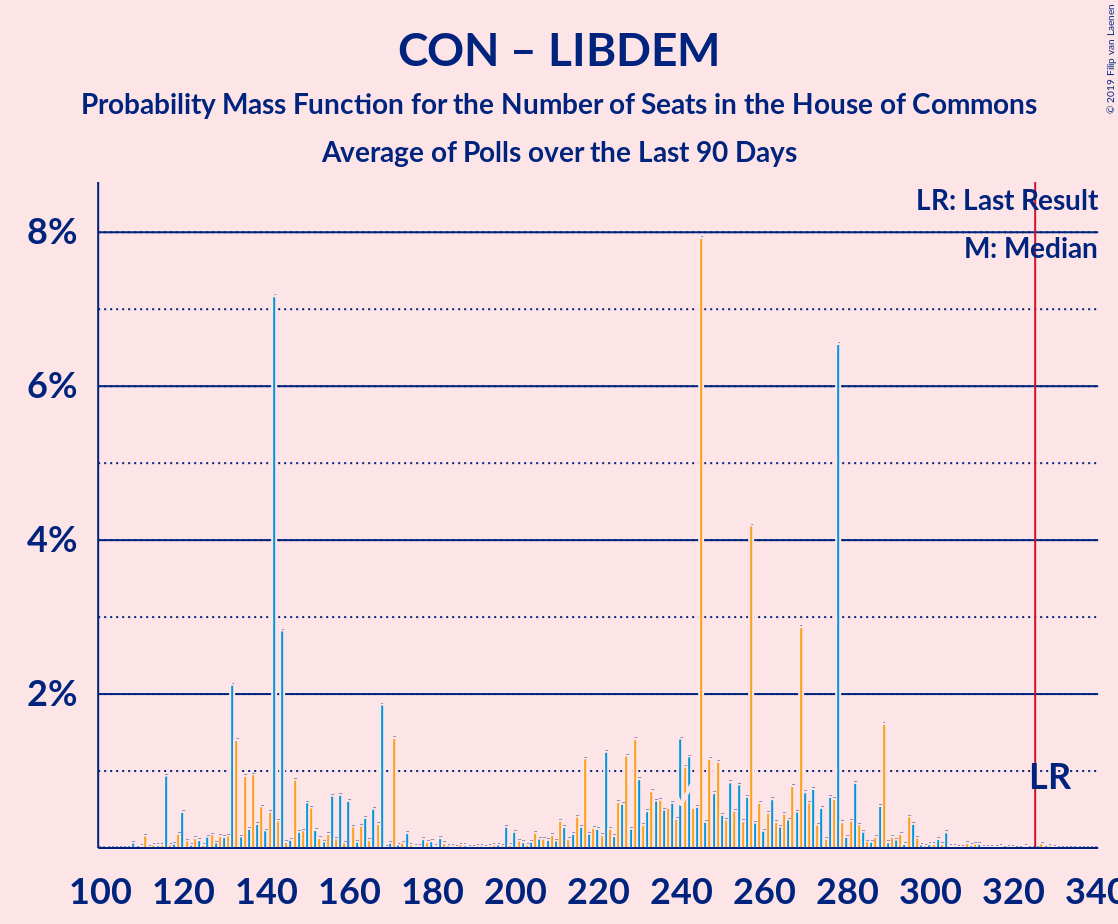 CON – LIBDEM
Probability Mass Function for the Number of Seats in the House of Commons
Average of Polls over the Last 90 Days
© 2019 Filip van Laenen
LR: Last Result
M: Median
8%
6%
4%
2%
LR
100 120 140 160 180 200 220 240 260 280 300 320 340